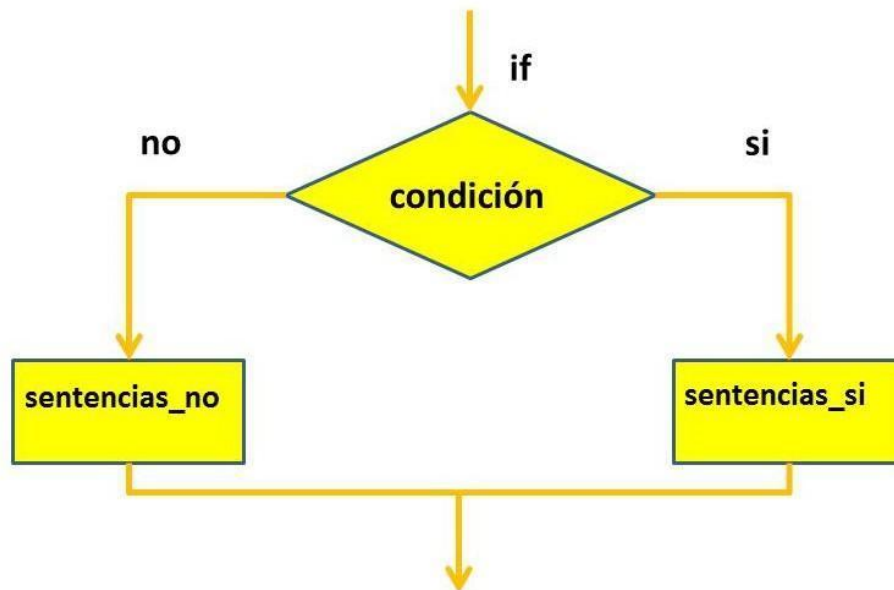 if
no
si
condición
sentencias_no
sentencias_si